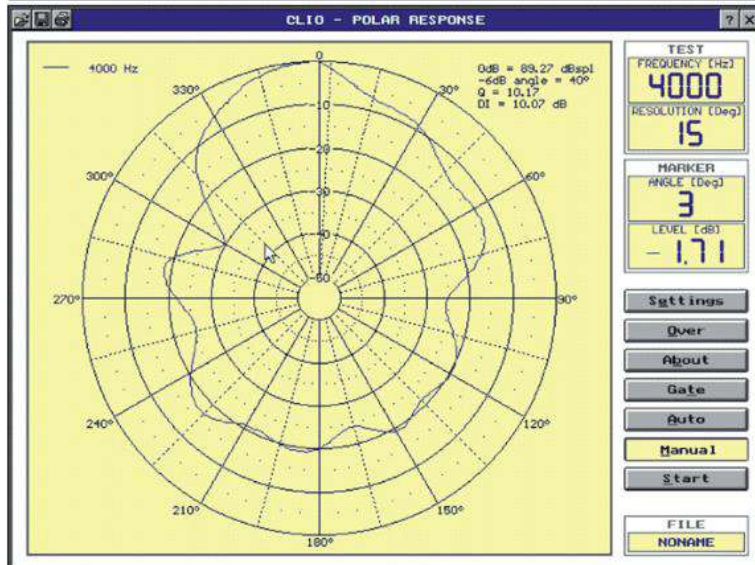 CLIO - POLAR RESPONSE
? X
4000 Hz
0dB = 89.27 dBspl
-6dB angle = 40°
Q = 10.17
DI = 10.07 dB
0
330°
30°
-10
-20
300°
60°
-30
-40
270°
90°
240°
120°
210°
150°
180°
TEST
FREQUENCY [Hz]
4000
RESOLUTION [Deg]
15
MARKER
ANGLE [Deg]
3
LEVEL [dB]
- 1.71
Settings
Over
About
Gate
Auto
Manual
Start
FILE
NONAME